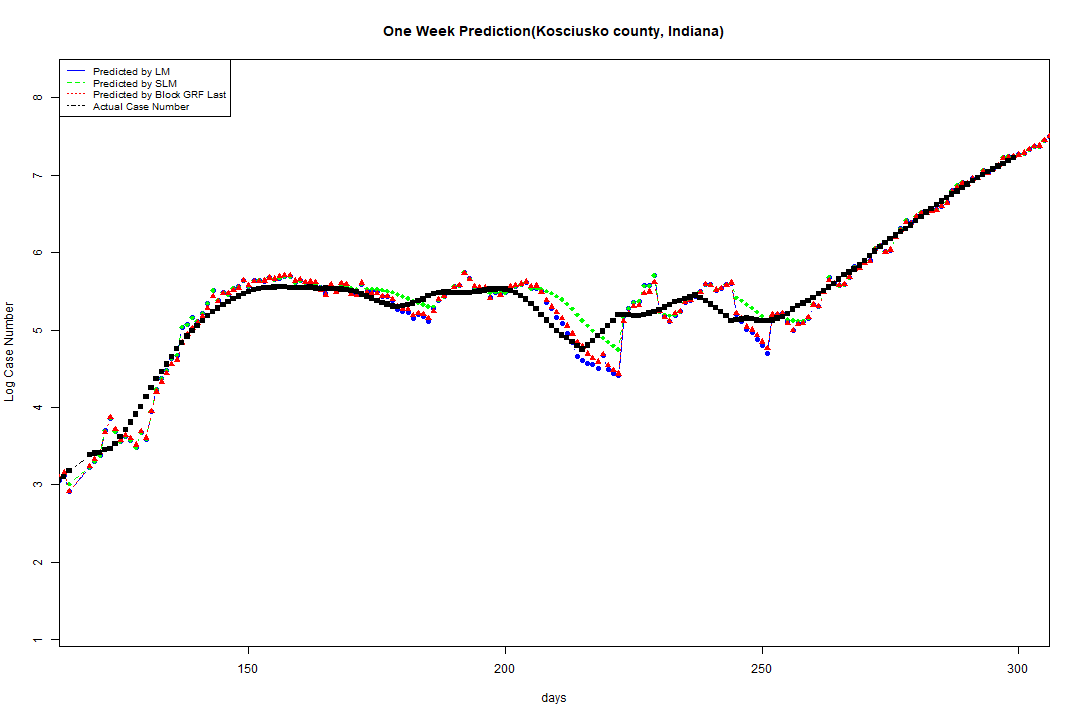 One Week Prediction(Kosciusko county, Indiana)
Predicted by LM
Predicted by SLM
Predicted by Block GRF Last
Actual Case Number
Log Case Number
8
7
6
5
4
3
2
1
150
200
250
300
days